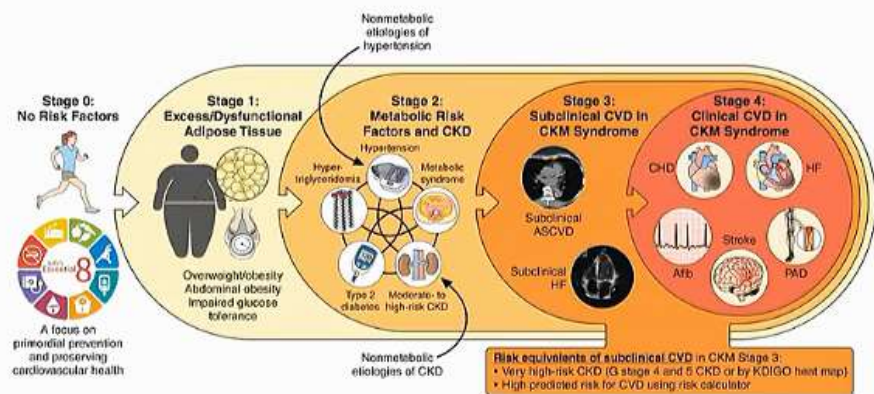 Nonmetabolic
etiologies of
hypertension
Stage 0:
No Risk Factors
Life's
Essential
8
A focus on
primordial prevention
and preserving
cardiovascular health
Stage 1:
Excess/Dysfunctional
Adipose Tissue
Overweight/obesity
Abdominal obesity
Impaired glucose
tolerance
Stage 2:
Metabolic Risk
Factors and CKD
Hypertension
Hyper-
triglyceridemia
Metabolic
syndrome
Type 2
diabetes
Moderate- to
high-risk CKD
Nonmetabolic
etiologies of CKD
Stage 3:
Subclinical CVD in
CKM Syndrome
Subclinical
ASCVD
Subclinical
HF
Stage 4:
Clinical CVD in
CKM Syndrome
CHD
HF
Afib
Stroke
PAD
Risk equivalents of subclinical CVD in CKM Stage 3:
• Very high-risk CKD (G stage 4 and 5 CKD or by KDIGO heat map)
• High predicted risk for CVD using risk calculator